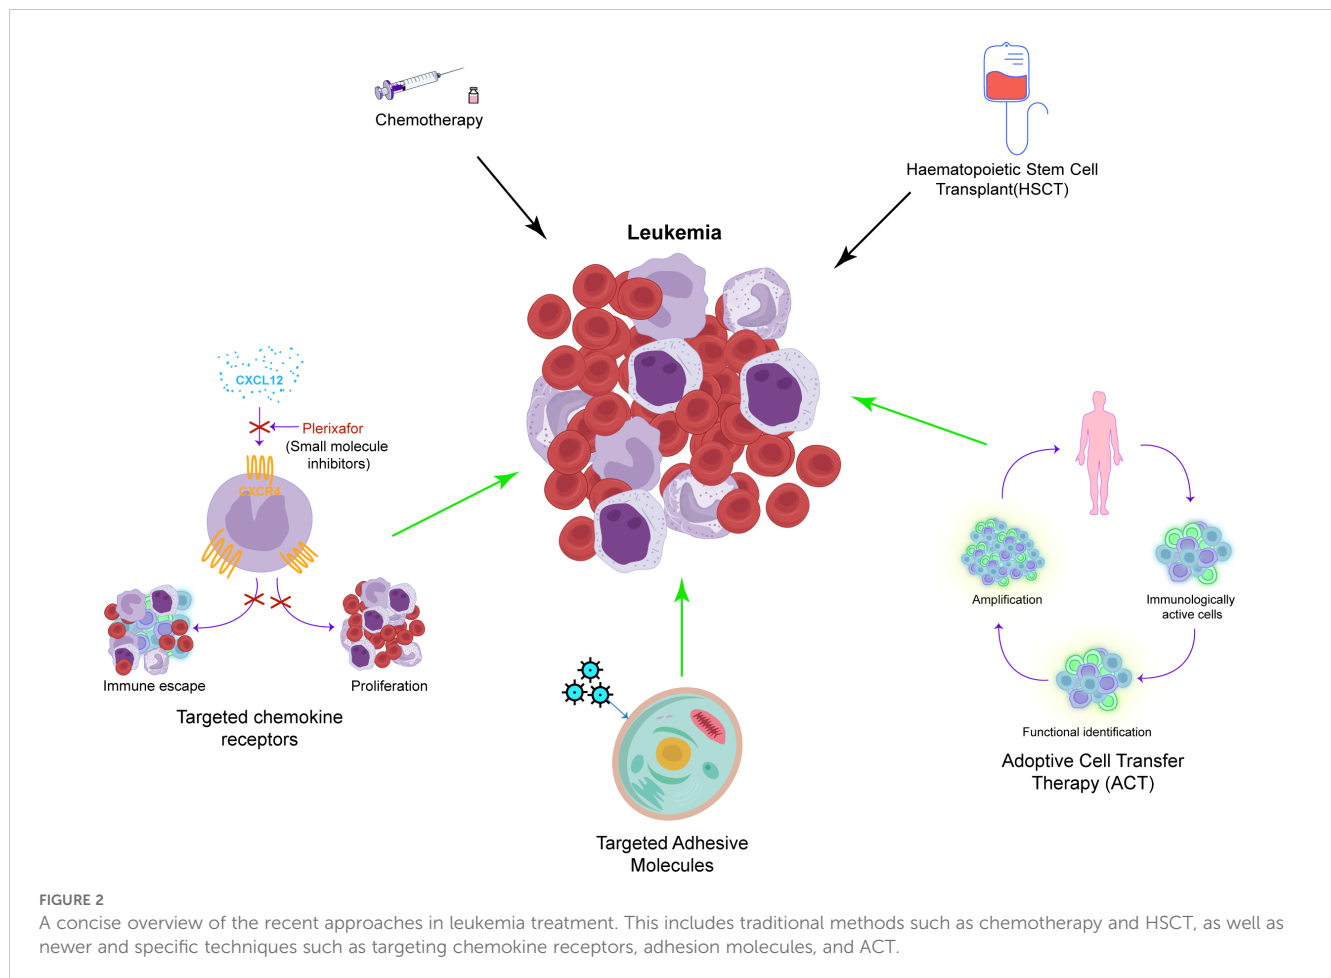 Chemotherapy
Haematopoietic Stem Cell
Transplant(HSCT)
Leukemia
CXCL12
Plerixafor
(Small molecule
inhibitors)
CXCR4
Immune escape
Proliferation
Targeted chemokine
receptors
Targeted Adhesive
Molecules
Amplification
Immunologically
active cells
Functional identification
Adoptive Cell Transfer
Therapy (ACT)
FIGURE 2
A concise overview of the recent approaches in leukemia treatment. This includes traditional methods such as chemotherapy and HSCT, as well as
newer and specific techniques such as targeting chemokine receptors, adhesion molecules, and ACT.